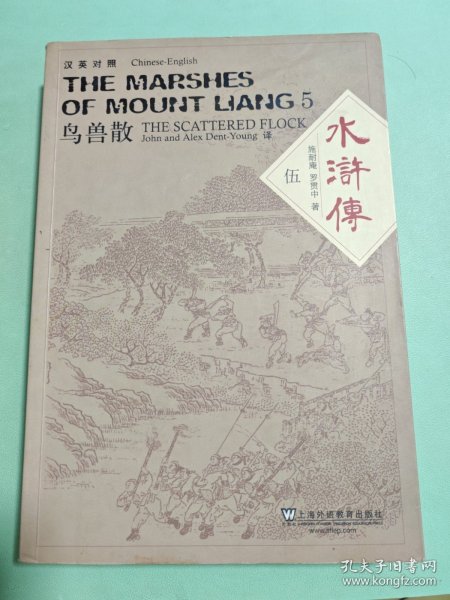 汉英对照 Chinese-English
THE MARSHES
OF MOUNT LIANG 5
鸟兽散 THE SCATTERED FLOCK
John and Alex Dent-Young 译
水滸傳
施耐庵 罗贯中 著
伍
W 上海外语教育出版社
www.sflep.com
孔夫子旧书网
www.kongfz.com